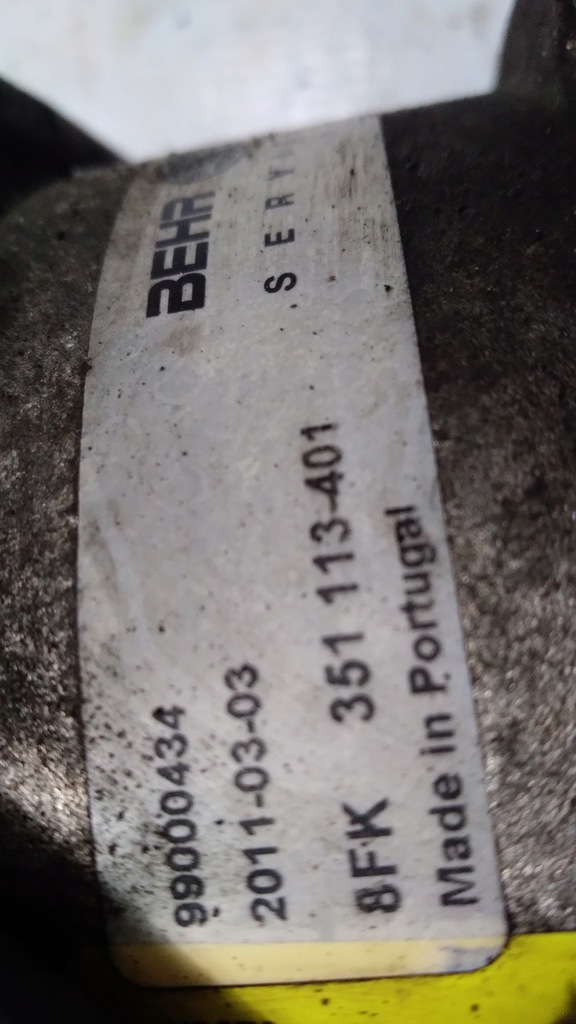 BEHR
99000434
2011-03-03
8FK 351 113-401
Made in Portugal